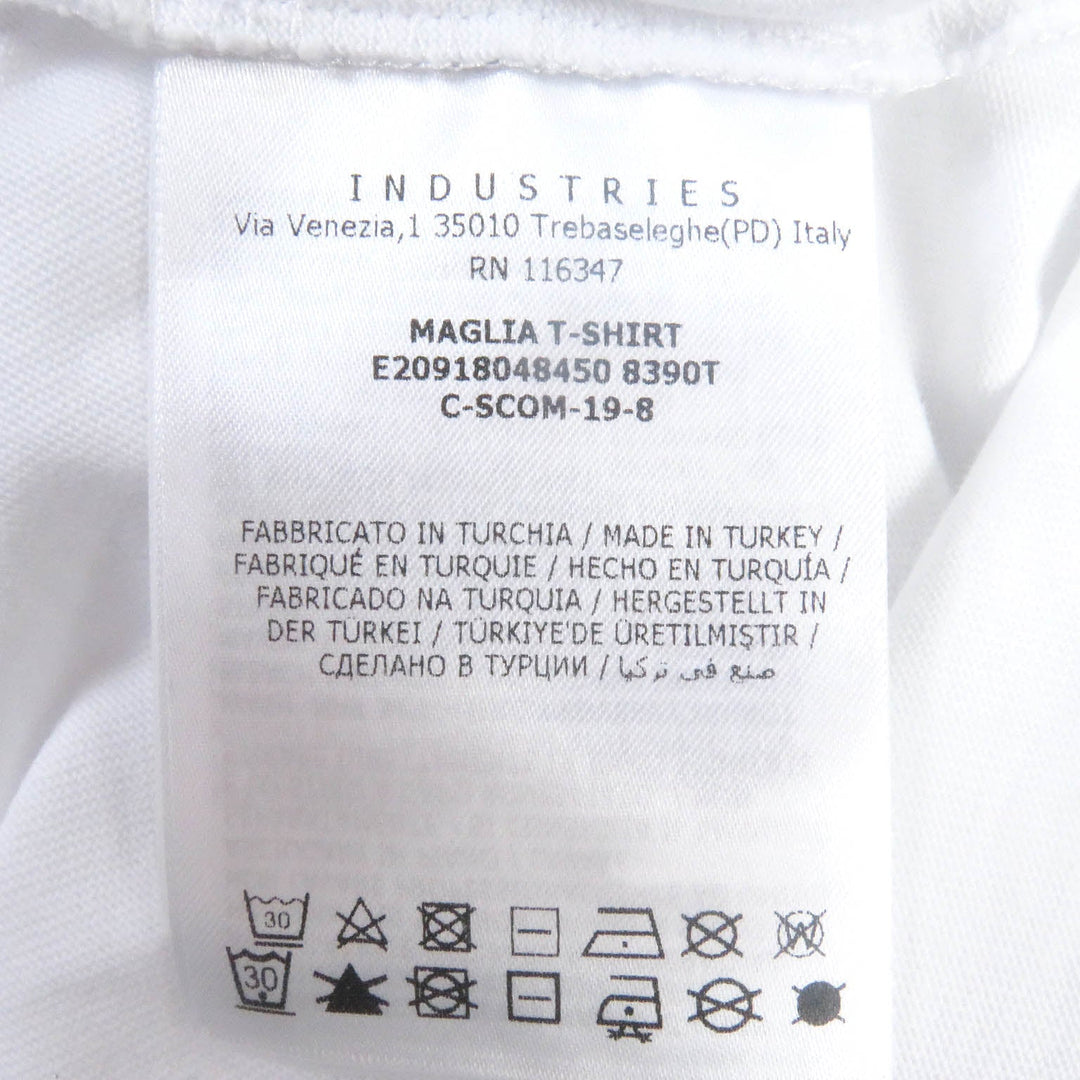 INDUSTRIES
Via Venezia,1 35010 Trebaseleghe(PD) Italy
RN 116347
MAGLIA T-SHIRT
E20918048450 8390T
C-SCOM-19-8
FABBRICATO IN TURCHIA / MADE IN TURKEY /
FABRIQUÉ EN TURQUIE / HECHO EN TURQUÍA /
FABRICADO NA TURQUIA / HERGESTELLT IN
DER TURKEI / TÜRKIYE'DE ÜRETILMIŞTIR /
СДЕЛАНО В ТУРЦИИ / صنع في تركيا
30
W
30